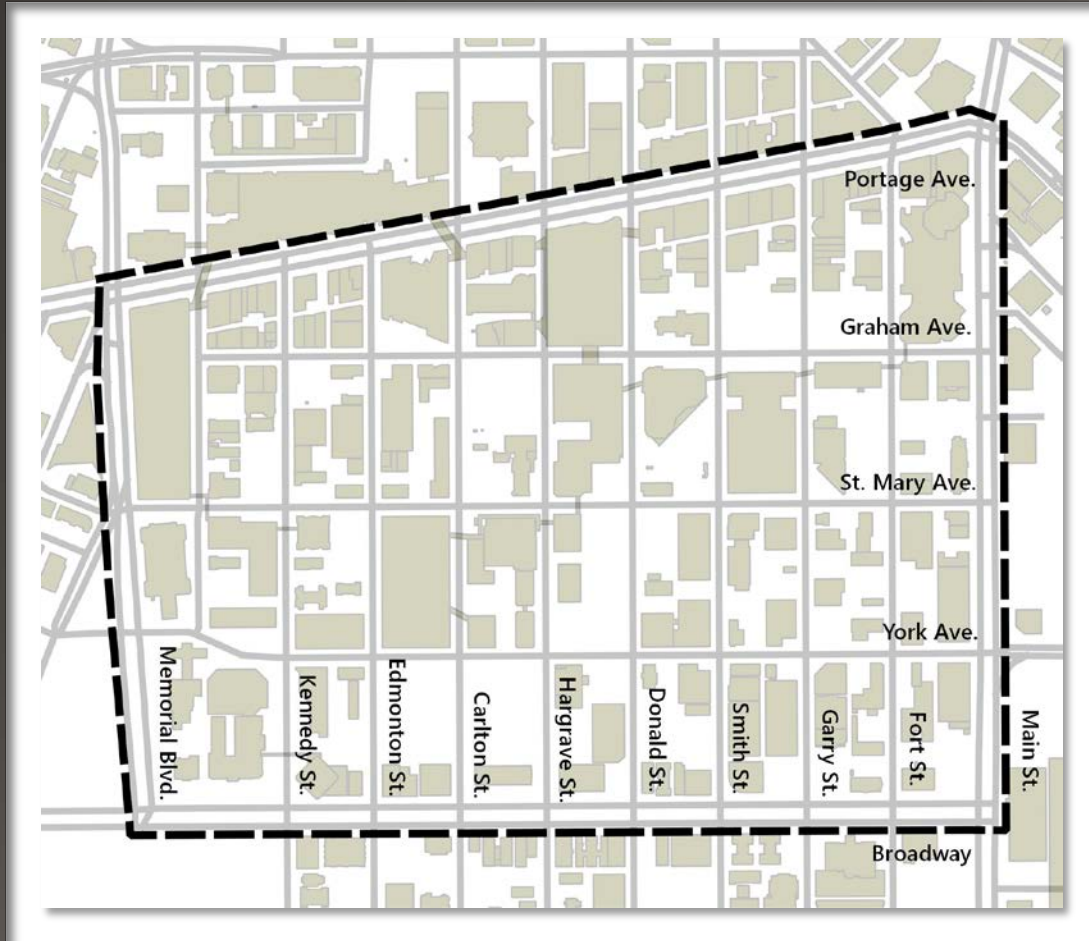 Portage Ave.
Graham Ave.
St. Mary Ave.
York Ave.
Memorial Blvd.
Kennedy St.
Edmonton St.
Carlton St.
Hargrave St.
Donald St.
Smith St.
Garry St.
Fort St.
Main St.
Broadway